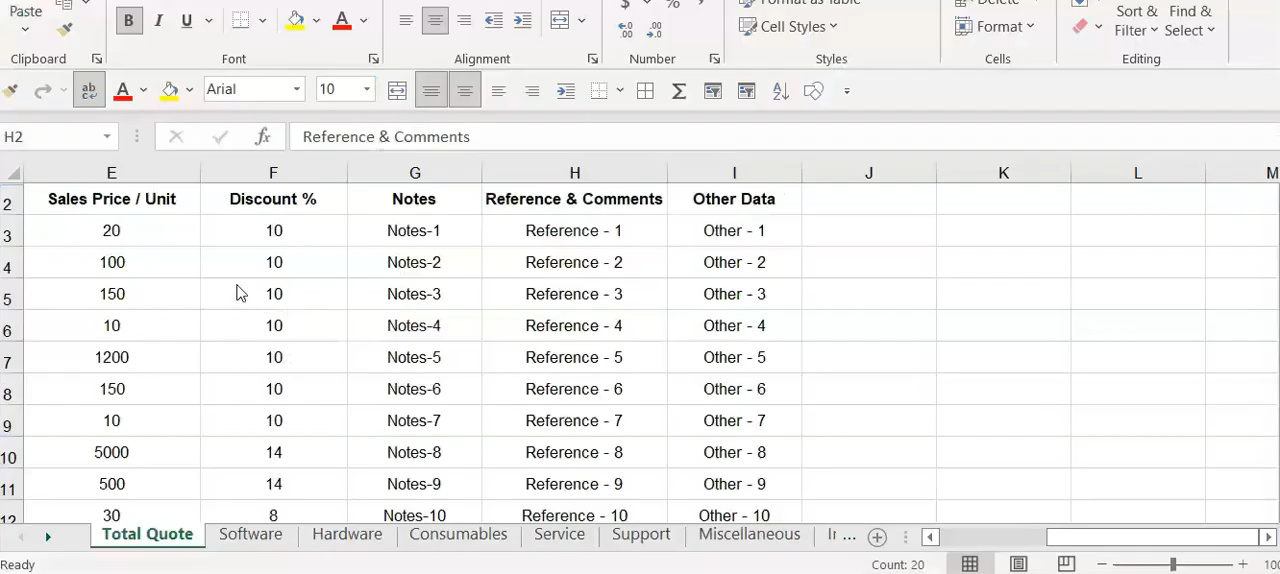 Paste
B I U A
$ %
Format as Table
Cell Styles
Delete
Format
Sort & Find &
Filter Select
Clipboard Font Alignment Number Styles Cells Editing
ab A Arial 10
H2 fx Reference & Comments
E F G H I J K L M
2 Sales Price / Unit Discount % Notes Reference & Comments Other Data
3 20 10 Notes-1 Reference - 1 Other - 1
4 100 10 Notes-2 Reference - 2 Other - 2
5 150 10 Notes-3 Reference - 3 Other - 3
6 10 10 Notes-4 Reference - 4 Other - 4
7 1200 10 Notes-5 Reference - 5 Other - 5
8 150 10 Notes-6 Reference - 6 Other - 6
9 10 10 Notes-7 Reference - 7 Other - 7
10 5000 14 Notes-8 Reference - 8 Other - 8
11 500 14 Notes-9 Reference - 9 Other - 9
12 30 8 Notes-10 Reference - 10 Other - 10
Total Quote Software Hardware Consumables Service Support Miscellaneous ...
Ready Count: 20 100